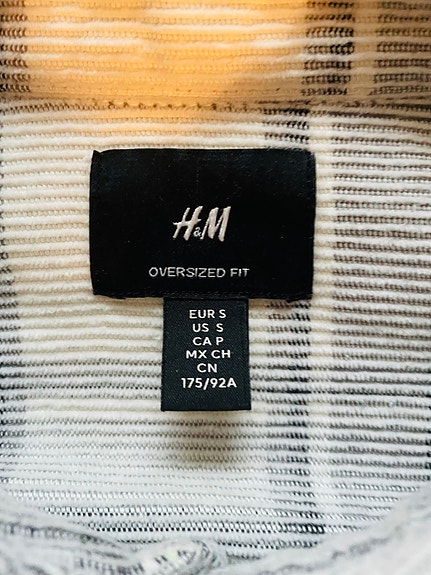 H&M
OVERSIZED FIT
EUR S
US S
CA P
MX CH
CN
175/92A